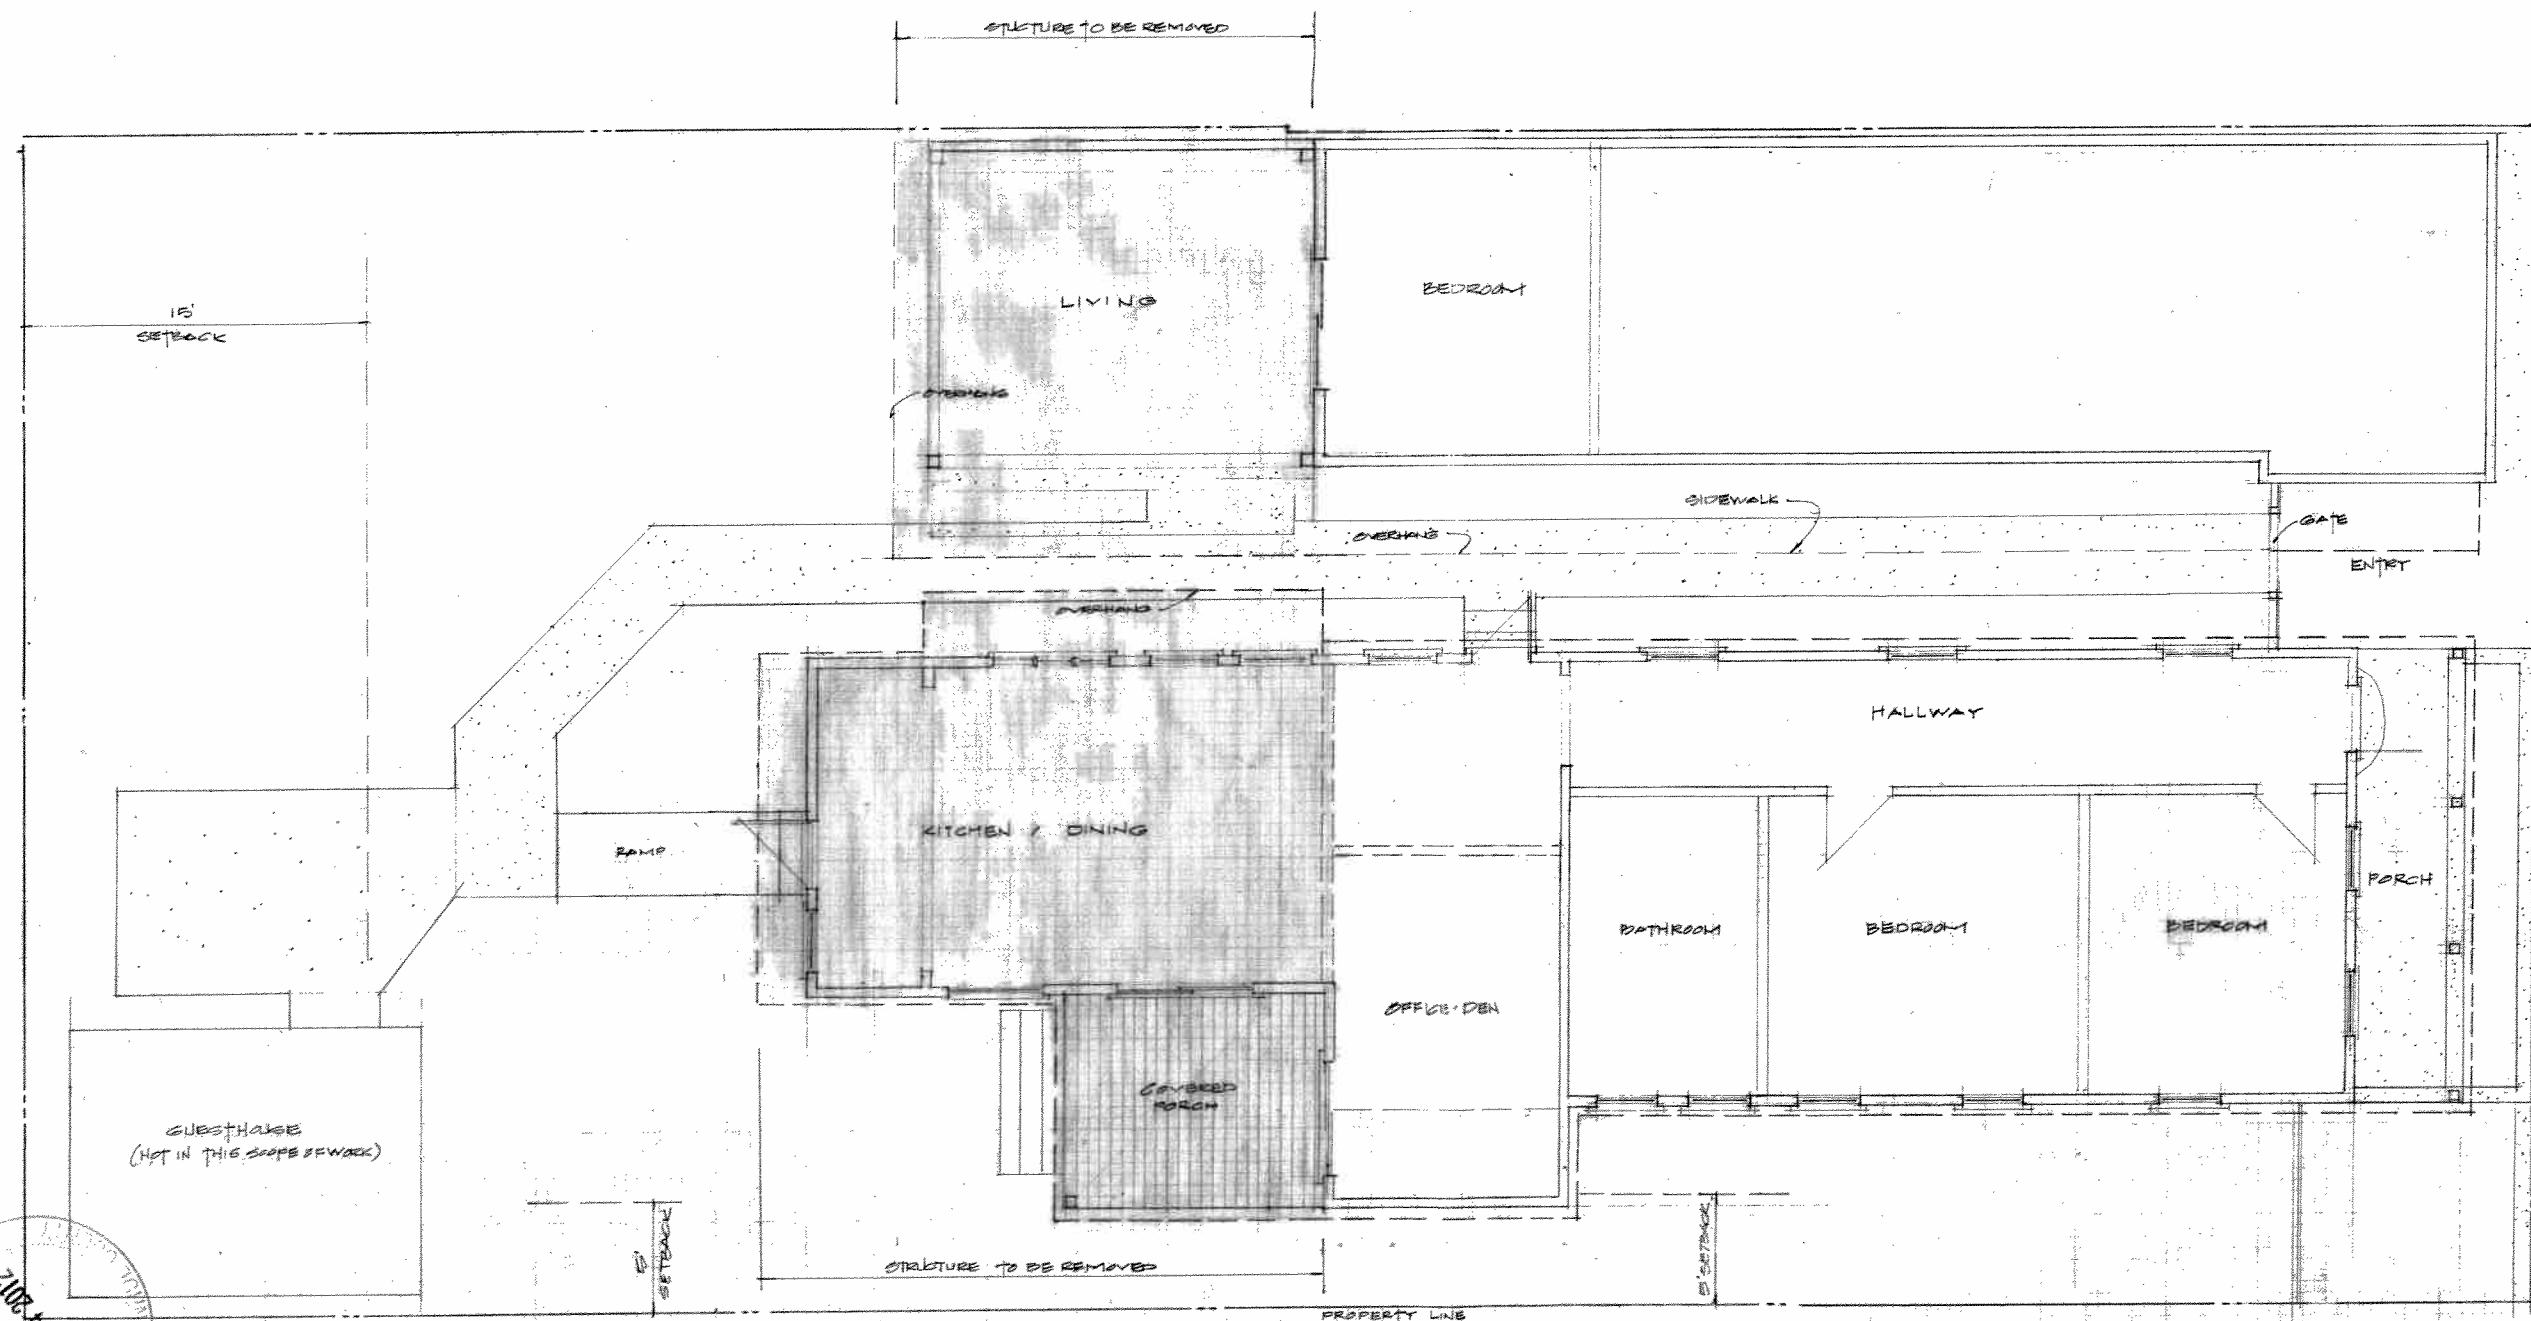 STUCTURE TO BE REMOVED
LIVING
BEDROOM
15'
SETBACK
OVERHANG
SIDEWALK
OVERHANG
GATE
ENTRY
OVERHANG
HALLWAY
KITCHEN / DINING
RAMP
PORCH
BATHROOM
BEDROOM
BEDROOM
OFFICE-DEN
COVERED
PORCH
GUESTHOUSE
(NOT IN THIS SCOPE OF WORK)
5'
SETBACK
5' SETBACK
STRUCTURE TO BE REMOVED
PROPERTY LINE